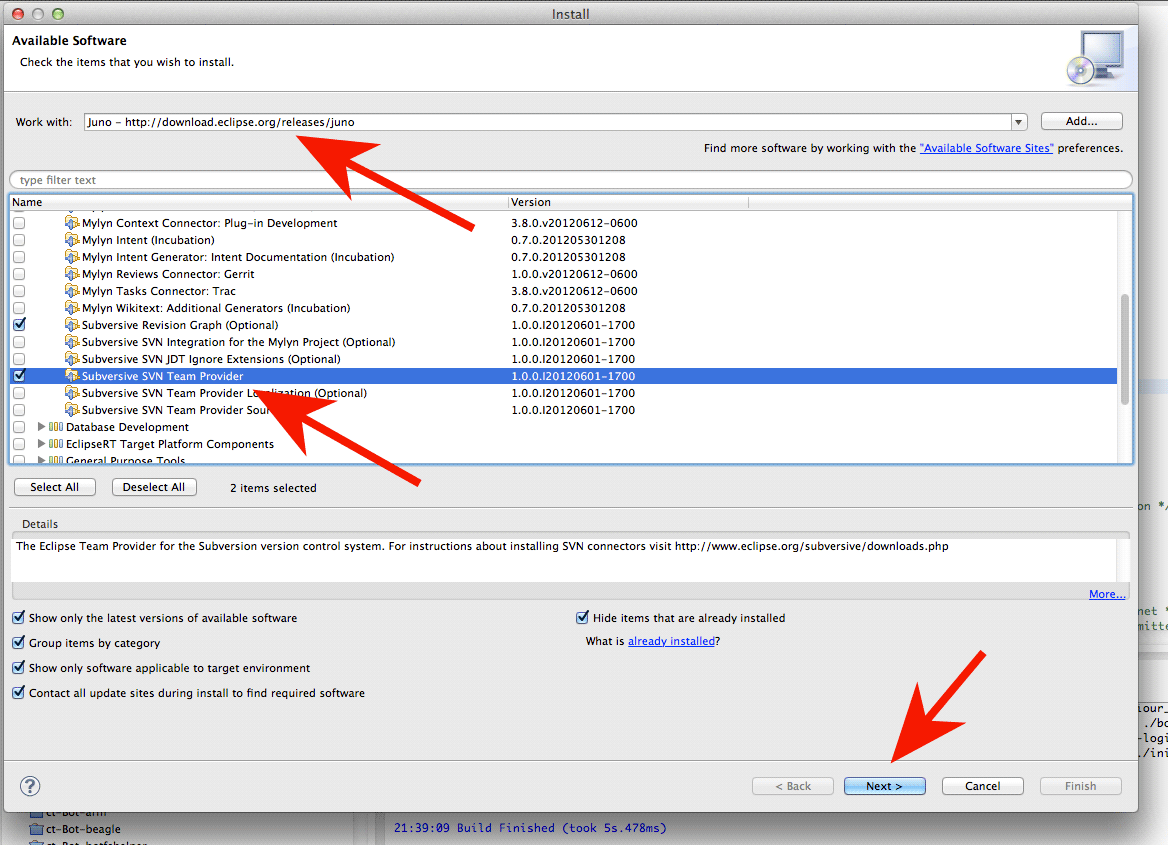 Install
Available Software
Check the items that you wish to install.
Work with: Juno - http://download.eclipse.org/releases/juno Add...
Find more software by working with the "Available Software Sites" preferences.
type filter text
Name Version
Mylyn Context Connector: Plug-in Development 3.8.0.v20120612-0600
Mylyn Intent (Incubation) 0.7.0.201205301208
Mylyn Intent Generator: Intent Documentation (Incubation) 0.7.0.201205301208
Mylyn Reviews Connector: Gerrit 1.0.0.v20120612-0600
Mylyn Tasks Connector: Trac 3.8.0.v20120612-0600
Mylyn Wikitext: Additional Generators (Incubation) 0.7.0.201205301208
Subversive Revision Graph (Optional) 1.0.0.I20120601-1700
Subversive SVN Integration for the Mylyn Project (Optional) 1.0.0.I20120601-1700
Subversive SVN JDT Ignore Extensions (Optional) 1.0.0.I20120601-1700
Subversive SVN Team Provider 1.0.0.I20120601-1700
Subversive SVN Team Provider (Optional) 1.0.0.I20120601-1700
Subversive SVN Team Provider 1.0.0.I20120601-1700
Database Development
EclipseRT Target Platform Components
General Purpose Tools
Select All Deselect All 2 items selected
on */
Details
The Eclipse Team Provider for the Subversion version control system. For instructions about installing SVN connectors visit http://www.eclipse.org/subversive/downloads.php
More...
Show only the latest versions of available software Hide items that are already installed
Group items by category What is already installed?
Show only software applicable to target environment
Contact all update sites during install to find required software
? < Back Next > Cancel Finish
ct-Bot-beagle 21:39:09 Build Finished (took 5s.478ms)